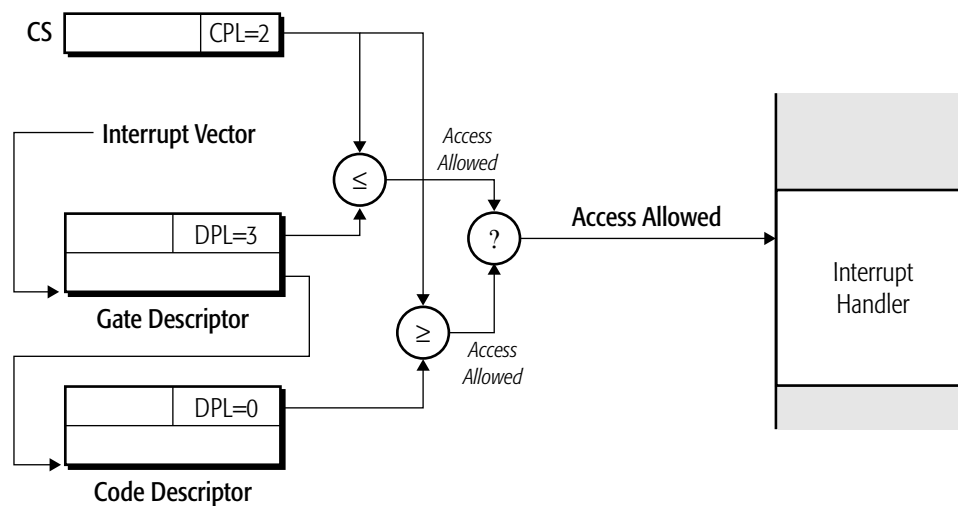 CS
CPL=2
Interrupt Vector
Access
Allowed
≤
DPL=3
?
Access Allowed
Interrupt
Handler
Gate Descriptor
≥
Access
Allowed
DPL=0
Code Descriptor